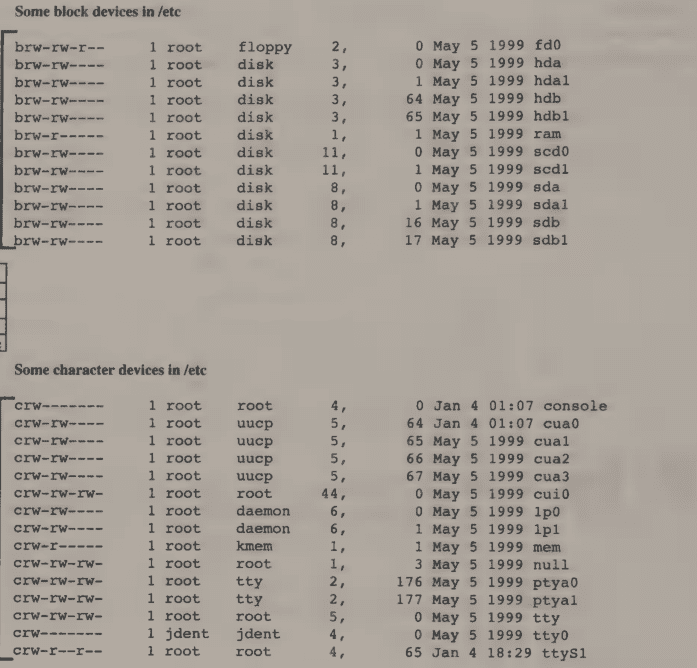 Some block devices in /etc
brw-rw-r-- 1 root floppy 2, 0 May 5 1999 fd0
brw-rw---- 1 root disk 3, 0 May 5 1999 hda
brw-rw---- 1 root disk 3, 1 May 5 1999 hda1
brw-rw---- 1 root disk 3, 64 May 5 1999 hdb
brw-rw---- 1 root disk 3, 65 May 5 1999 hdb1
brw-r----- 1 root disk 1, 1 May 5 1999 ram
brw-rw---- 1 root disk 11, 0 May 5 1999 scd0
brw-rw---- 1 root disk 11, 1 May 5 1999 scd1
brw-rw---- 1 root disk 8, 0 May 5 1999 sda
brw-rw---- 1 root disk 8, 1 May 5 1999 sda1
brw-rw---- 1 root disk 8, 16 May 5 1999 sdb
brw-rw---- 1 root disk 8, 17 May 5 1999 sdb1
Some character devices in /etc
crw------- 1 root root 4, 0 Jan 4 01:07 console
crw-rw---- 1 root uucp 5, 64 Jan 4 01:07 cua0
crw-rw---- 1 root uucp 5, 65 May 5 1999 cua1
crw-rw---- 1 root uucp 5, 66 May 5 1999 cua2
crw-rw---- 1 root uucp 5, 67 May 5 1999 cua3
crw-rw-rw- 1 root root 44, 0 May 5 1999 cui0
crw-rw---- 1 root daemon 6, 0 May 5 1999 lp0
crw-rw---- 1 root daemon 6, 1 May 5 1999 lp1
crw-r----- 1 root kmem 1, 1 May 5 1999 mem
crw-rw-rw- 1 root root 1, 3 May 5 1999 null
crw-rw-rw- 1 root tty 2, 176 May 5 1999 ptya0
crw-rw-rw- 1 root tty 2, 177 May 5 1999 ptya1
crw-rw-rw- 1 root root 5, 0 May 5 1999 tty
crw------- 1 jdent jdent 4, 0 May 5 1999 tty0
crw-r--r-- 1 root root 4, 65 Jan 4 18:29 ttyS1